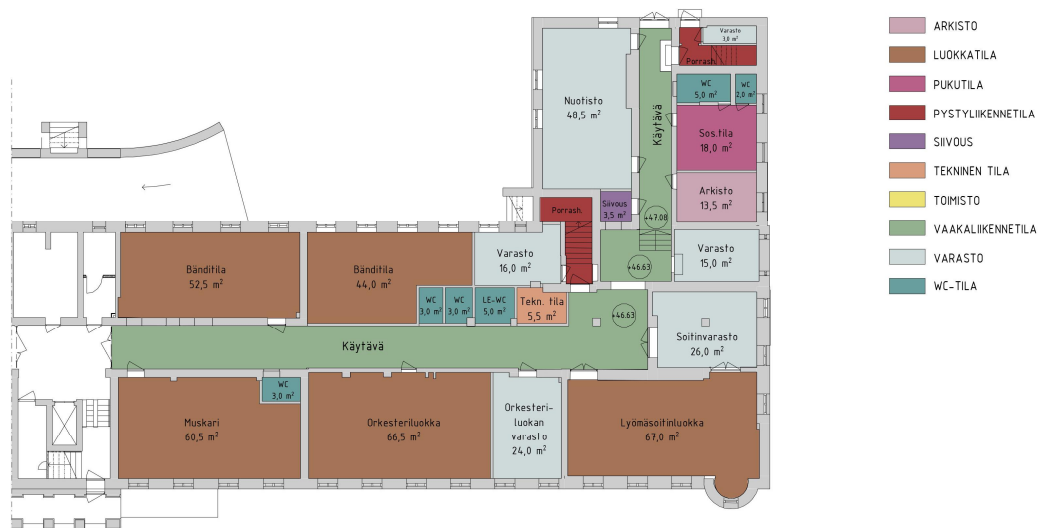 Varasto
3,0 m²
Porrash.
WC
5,0 m²
WC
2,0 m²
Nuotisto
40,5 m²
Käytävä
Sos.tila
18,0 m²
Arkisto
13,5 m²
Siivous
3,5 m²
+47.08
Porrash.
Varasto
16,0 m²
+46.63
Varasto
15,0 m²
Bänditila
52,5 m²
Bänditila
44,0 m²
WC
3,0 m²
WC
3,0 m²
LE-WC
5,0 m²
Tekn. tila
5,5 m²
+46.63
Soitinvarasto
26,0 m²
Käytävä
WC
3,0 m²
Muskari
60,5 m²
Orkesteriluokka
66,5 m²
Orkesteri-
luokan
varasto
24,0 m²
Lyömäsoitinluokka
67,0 m²
ARKISTO
LUOKKATILA
PUKUTILA
PYSTYLIIKENNETILA
SIIVOUS
TEKNINEN TILA
TOIMISTO
VAAKALIIKENNETILA
VARASTO
WC-TILA